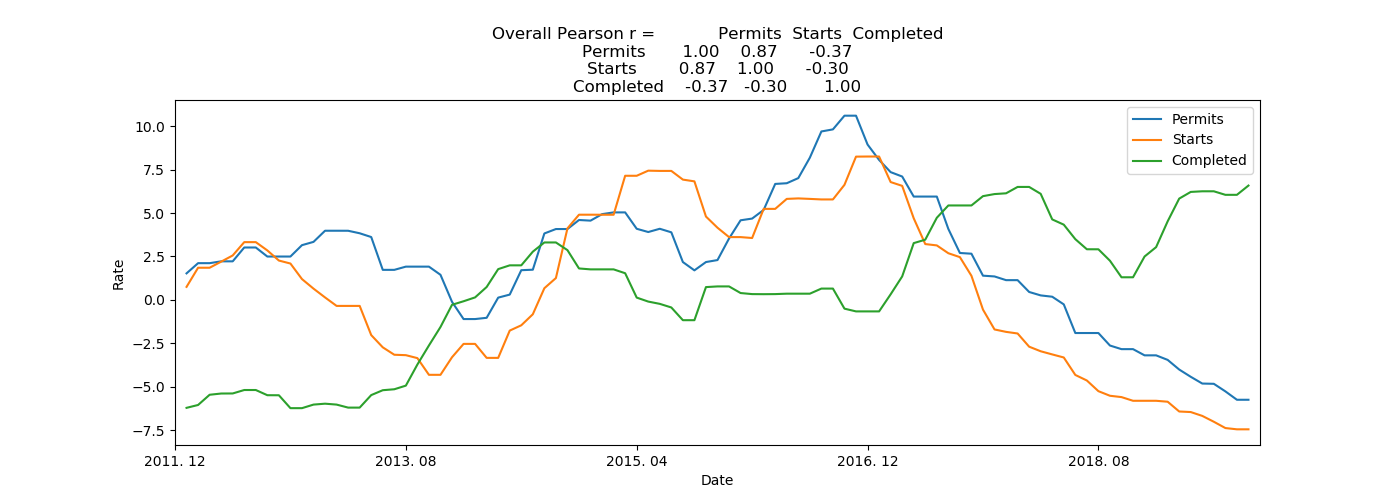 Overall Pearson r = Permits Starts Completed
Permits 1.00 0.87 -0.37
Starts 0.87 1.00 -0.30
Completed -0.37 -0.30 1.00
Permits
Starts
Completed
10.0
7.5
5.0
2.5
0.0
−2.5
−5.0
−7.5
Rate
2011. 12 2013. 08 2015. 04 2016. 12 2018. 08
Date